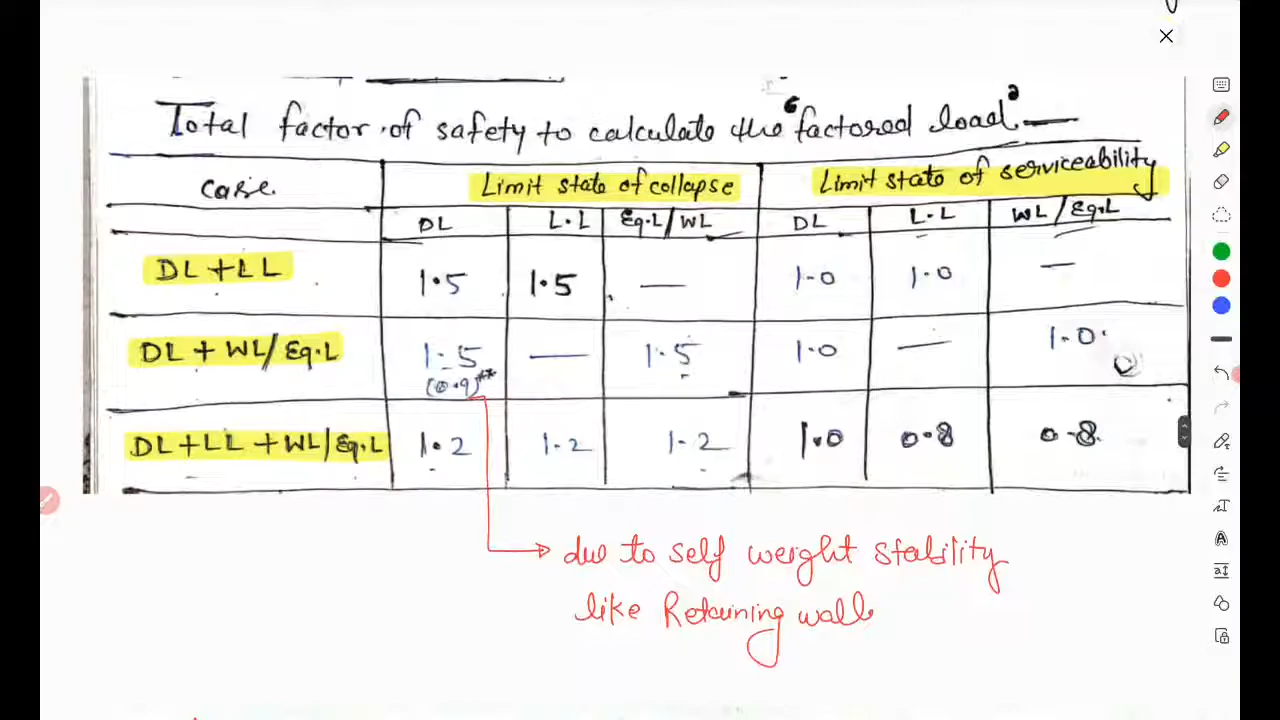 Total factor of safety to calculate the "factored load" —
case Limit state of collapse Limit state of serviceability
DL L.L Eq.L/WL DL L.L WL/Eq.L
DL+LL 1.5 1.5 — 1.0 1.0 —
DL + WL/Eq.L 1.5 — 1.5 1.0 — 1.0
(0.9)**
DL+LL+WL/Eq.L 1.2 1.2 1.2 1.0 0.8 0.8
due to self weight stability
like Retaining wall